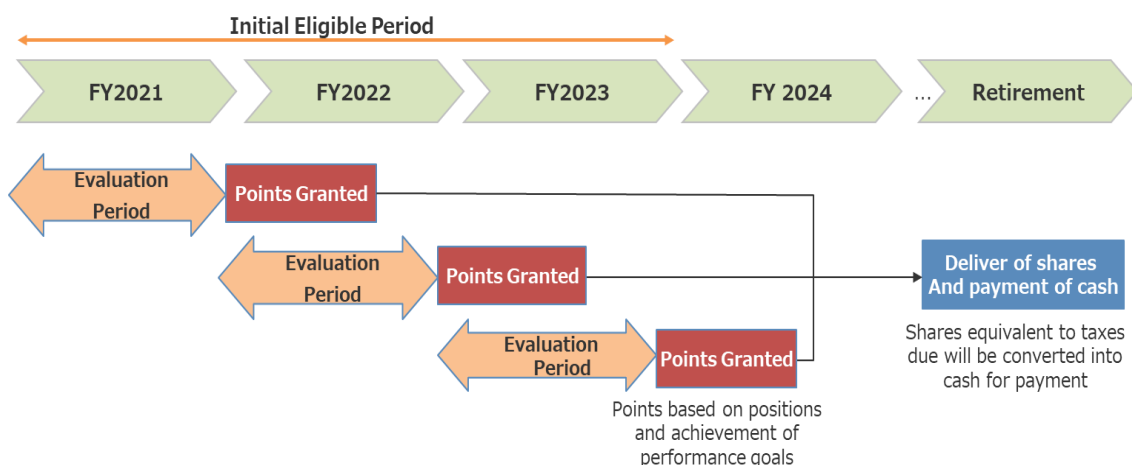 Initial Eligible Period
FY2021
FY2022
FY2023
FY 2024
...
Retirement
Evaluation
Period
Points Granted
Evaluation
Period
Points Granted
Evaluation
Period
Points Granted
Deliver of shares
And payment of cash
Shares equivalent to taxes
due will be converted into
cash for payment
Points based on positions
and achievement of
performance goals